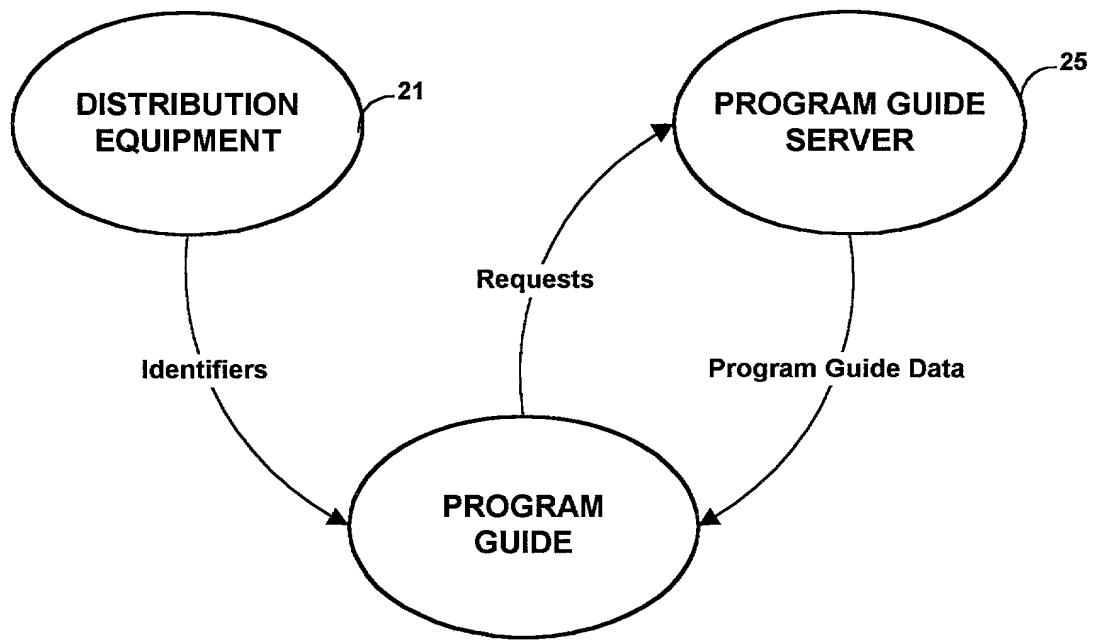 DISTRIBUTION
EQUIPMENT
21
PROGRAM GUIDE
SERVER
25
Requests
Identifiers
Program Guide Data
PROGRAM
GUIDE